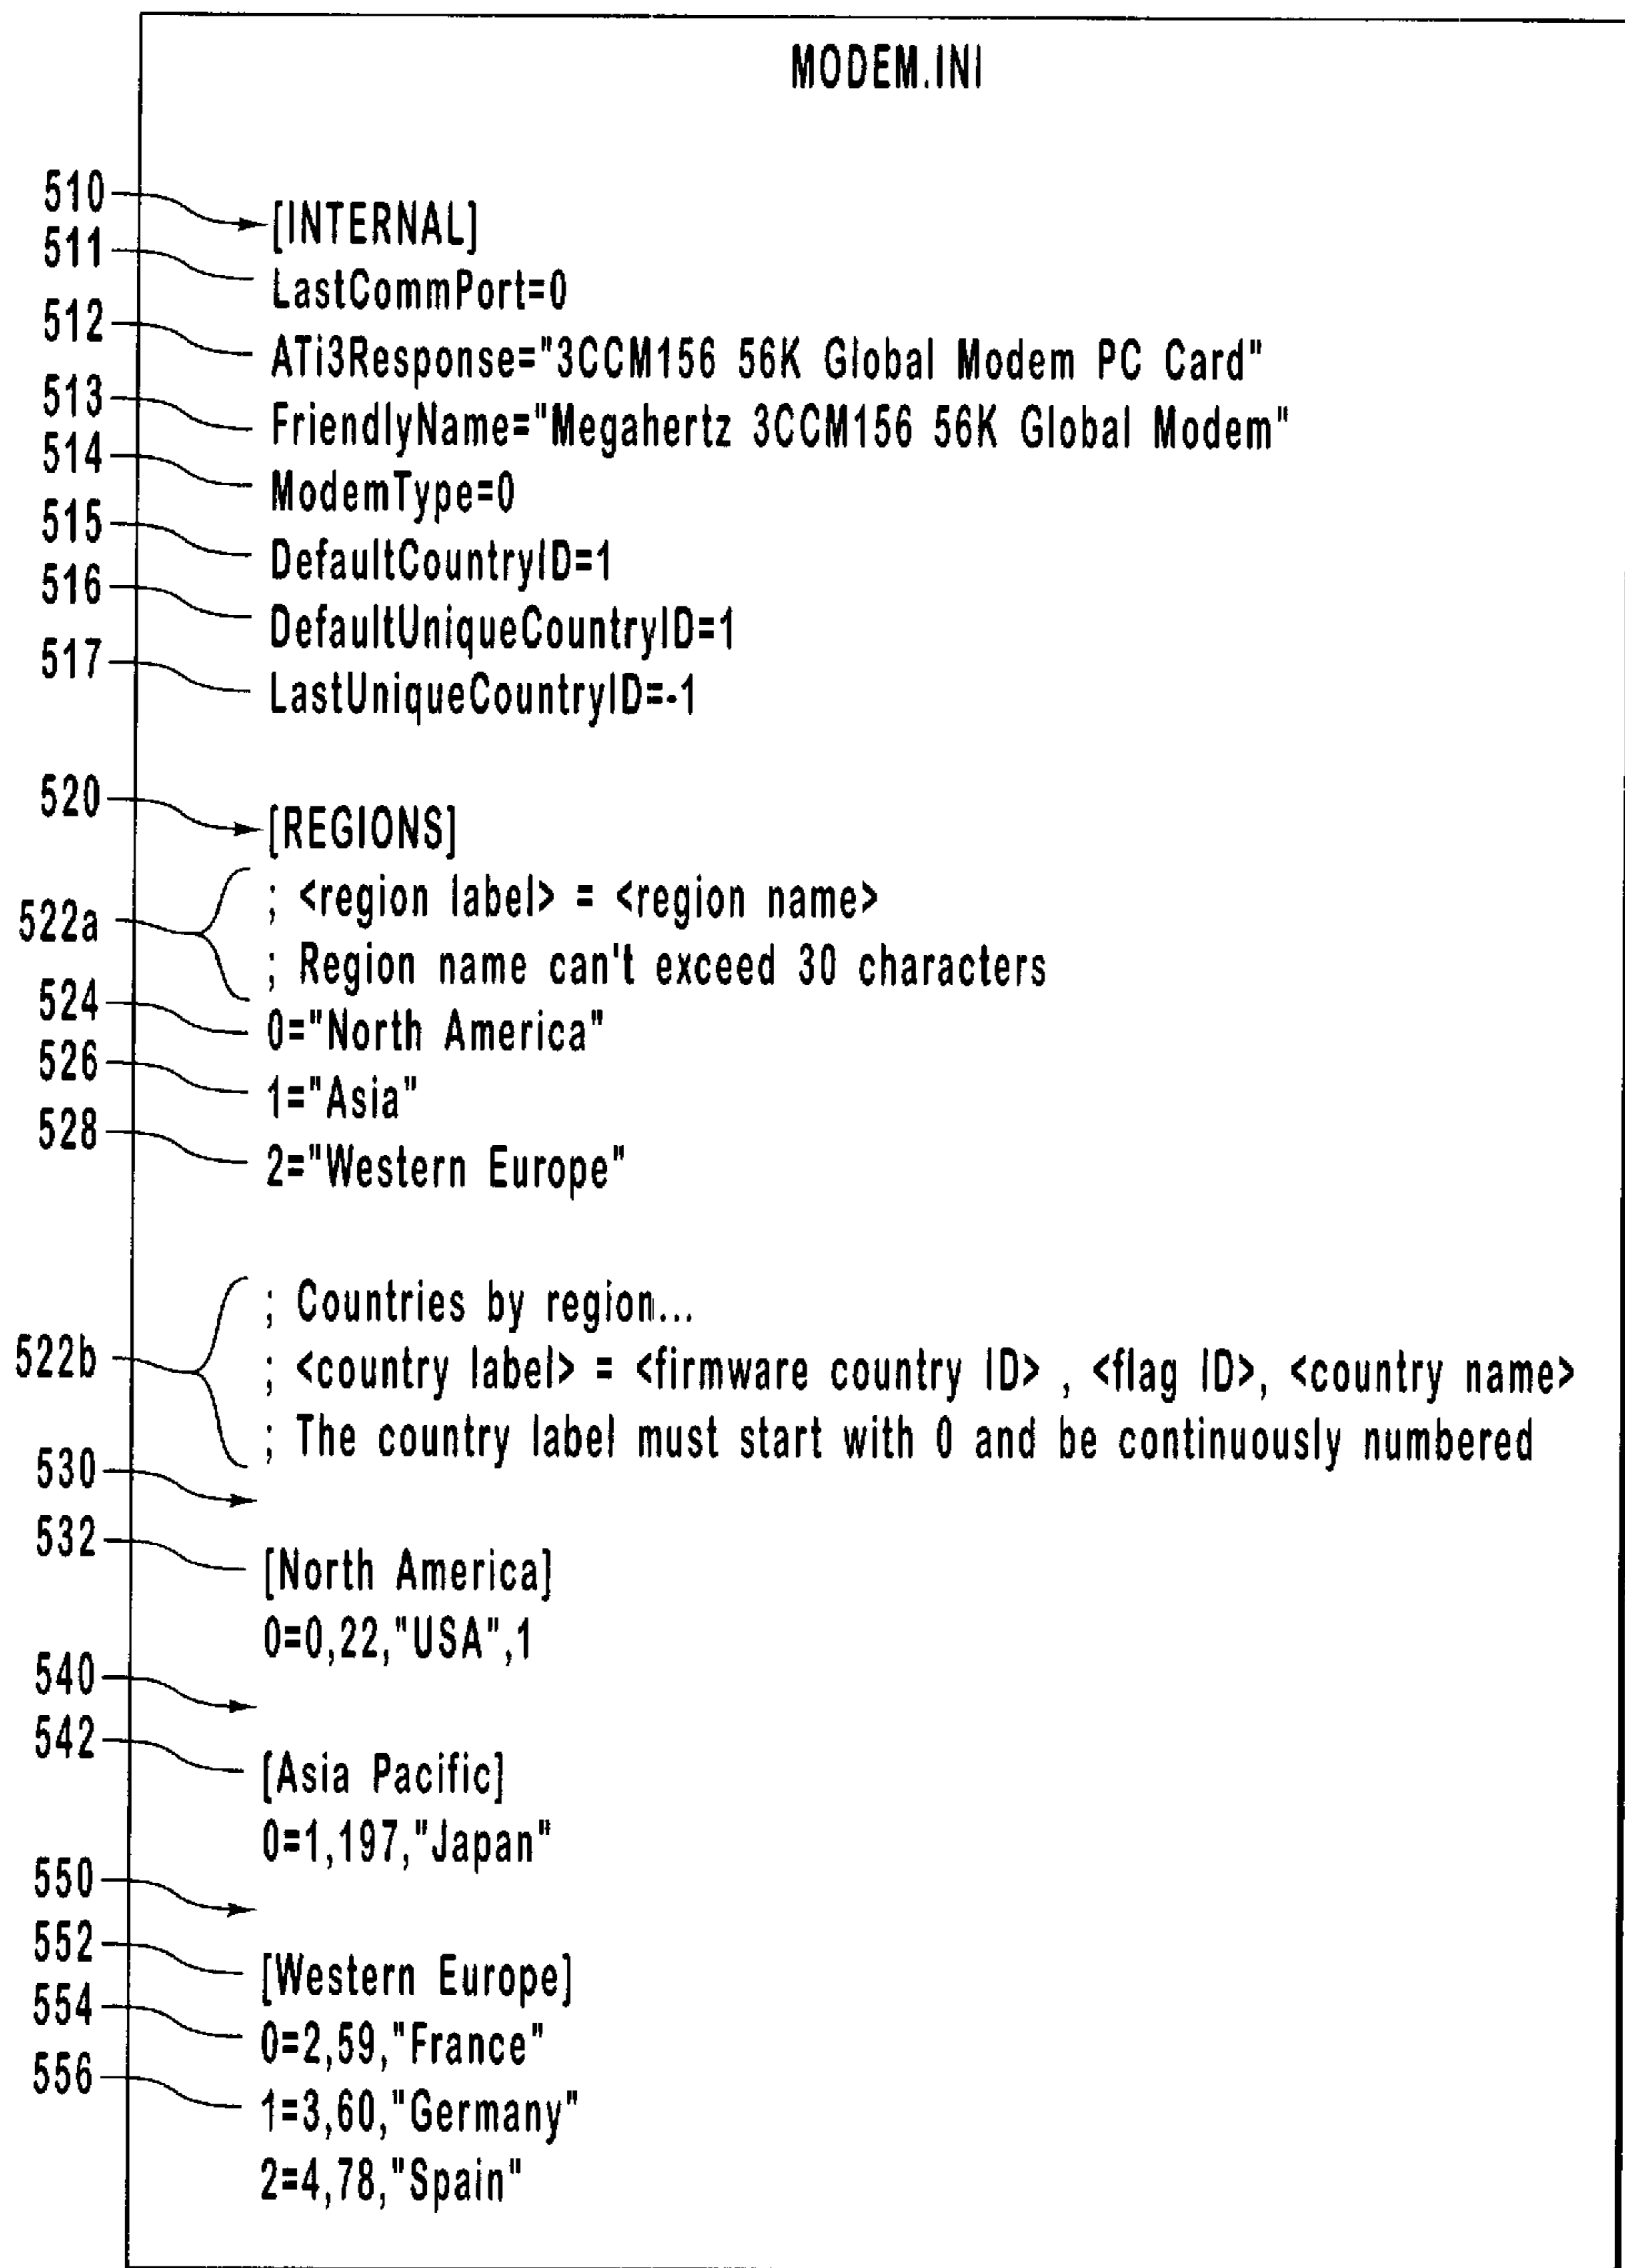 MODEM.INI
510
[INTERNAL]
511
LastCommPort=0
512
ATi3Response="3CCM156 56K Global Modem PC Card"
513
FriendlyName="Megahertz 3CCM156 56K Global Modem"
514
ModemType=0
515
DefaultCountryID=1
516
DefaultUniqueCountryID=1
517
LastUniqueCountryID=-1
520
[REGIONS]
522a
; <region label> = <region name>
; Region name can't exceed 30 characters
524
0="North America"
526
1="Asia"
528
2="Western Europe"
522b
; Countries by region...
; <country label> = <firmware country ID> , <flag ID>, <country name>
; The country label must start with 0 and be continuously numbered
530
532
[North America]
0=0,22,"USA",1
540
542
[Asia Pacific]
0=1,197,"Japan"
550
552
[Western Europe]
554
0=2,59,"France"
556
1=3,60,"Germany"
2=4,78,"Spain"